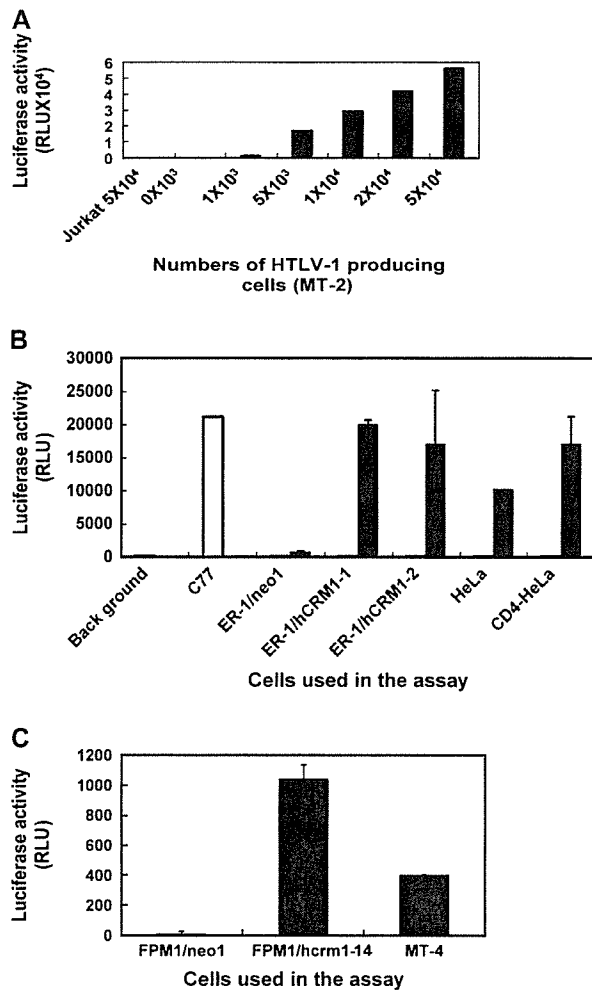 A
Luciferase activity
(RLUX10⁴)
6
5
4
3
2
1
0
Jurkat 5X10⁴
0X10³
1X10³
5X10³
1X10⁴
2X10⁴
5X10⁴
Numbers of HTLV-1 producing
cells (MT-2)
B
Luciferase activity
(RLU)
30000
25000
20000
15000
10000
5000
0
Back ground
C77
ER-1/neo1
ER-1/hCRM1-1
ER-1/hCRM1-2
HeLa
CD4-HeLa
Cells used in the assay
C
Luciferase activity
(RLU)
1200
1000
800
600
400
200
0
FPM1/neo1
FPM1/hcrm1-14
MT-4
Cells used in the assay